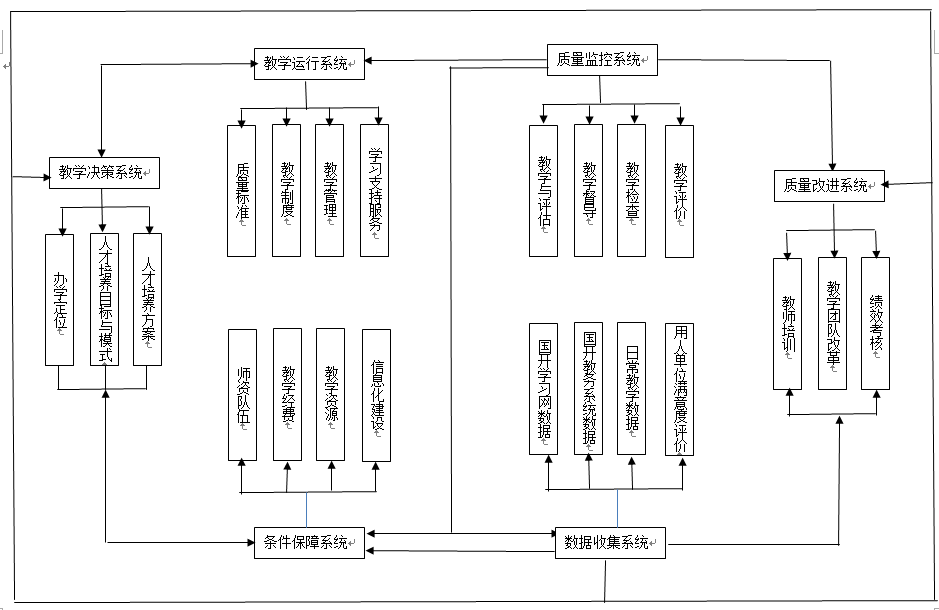 教学运行系统
质量监控系统
教学决策系统
质量改进系统
质量标准
教学制度
教学管理
学习支持服务
教学与评估
教学督导
教学检查
教学评价
办学定位
人才培养目标与模式
人才培养方案
教师培训
教学团队改革
绩效考核
师资队伍
教学经费
教学资源
信息化建设
国开学习网数据
国开教务系统数据
日常教学数据
用人单位满意度评价
条件保障系统
数据收集系统